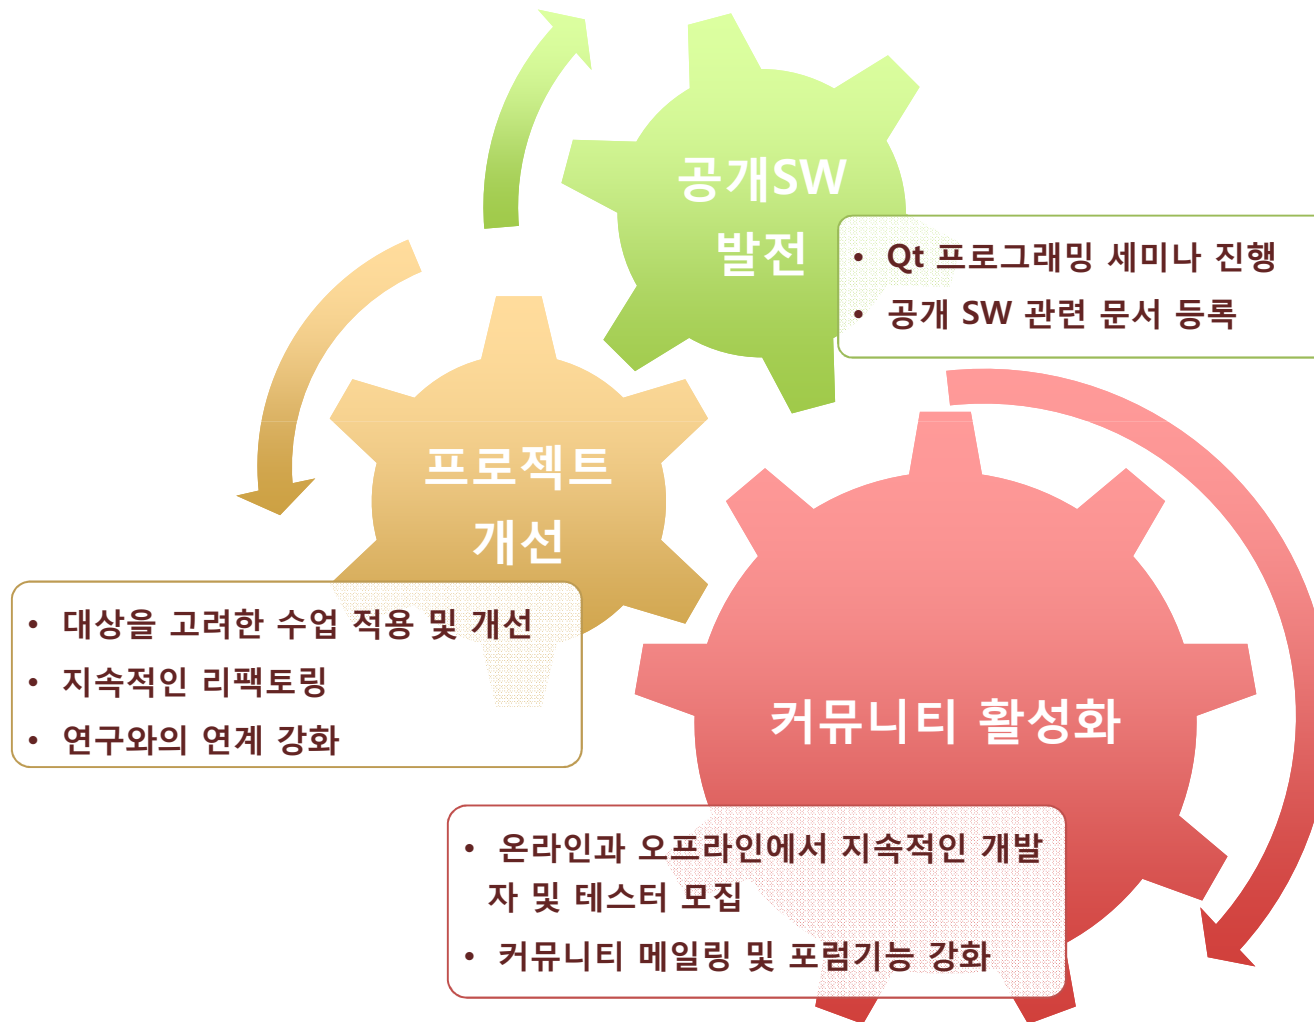 공개SW
발전
• Qt 프로그래밍 세미나 진행
• 공개 SW 관련 문서 등록
프로젝트
개선
• 대상을 고려한 수업 적용 및 개선
• 지속적인 리팩토링
• 연구와의 연계 강화
커뮤니티 활성화
• 온라인과 오프라인에서 지속적인 개발
자 및 테스터 모집
• 커뮤니티 메일링 및 포럼기능 강화